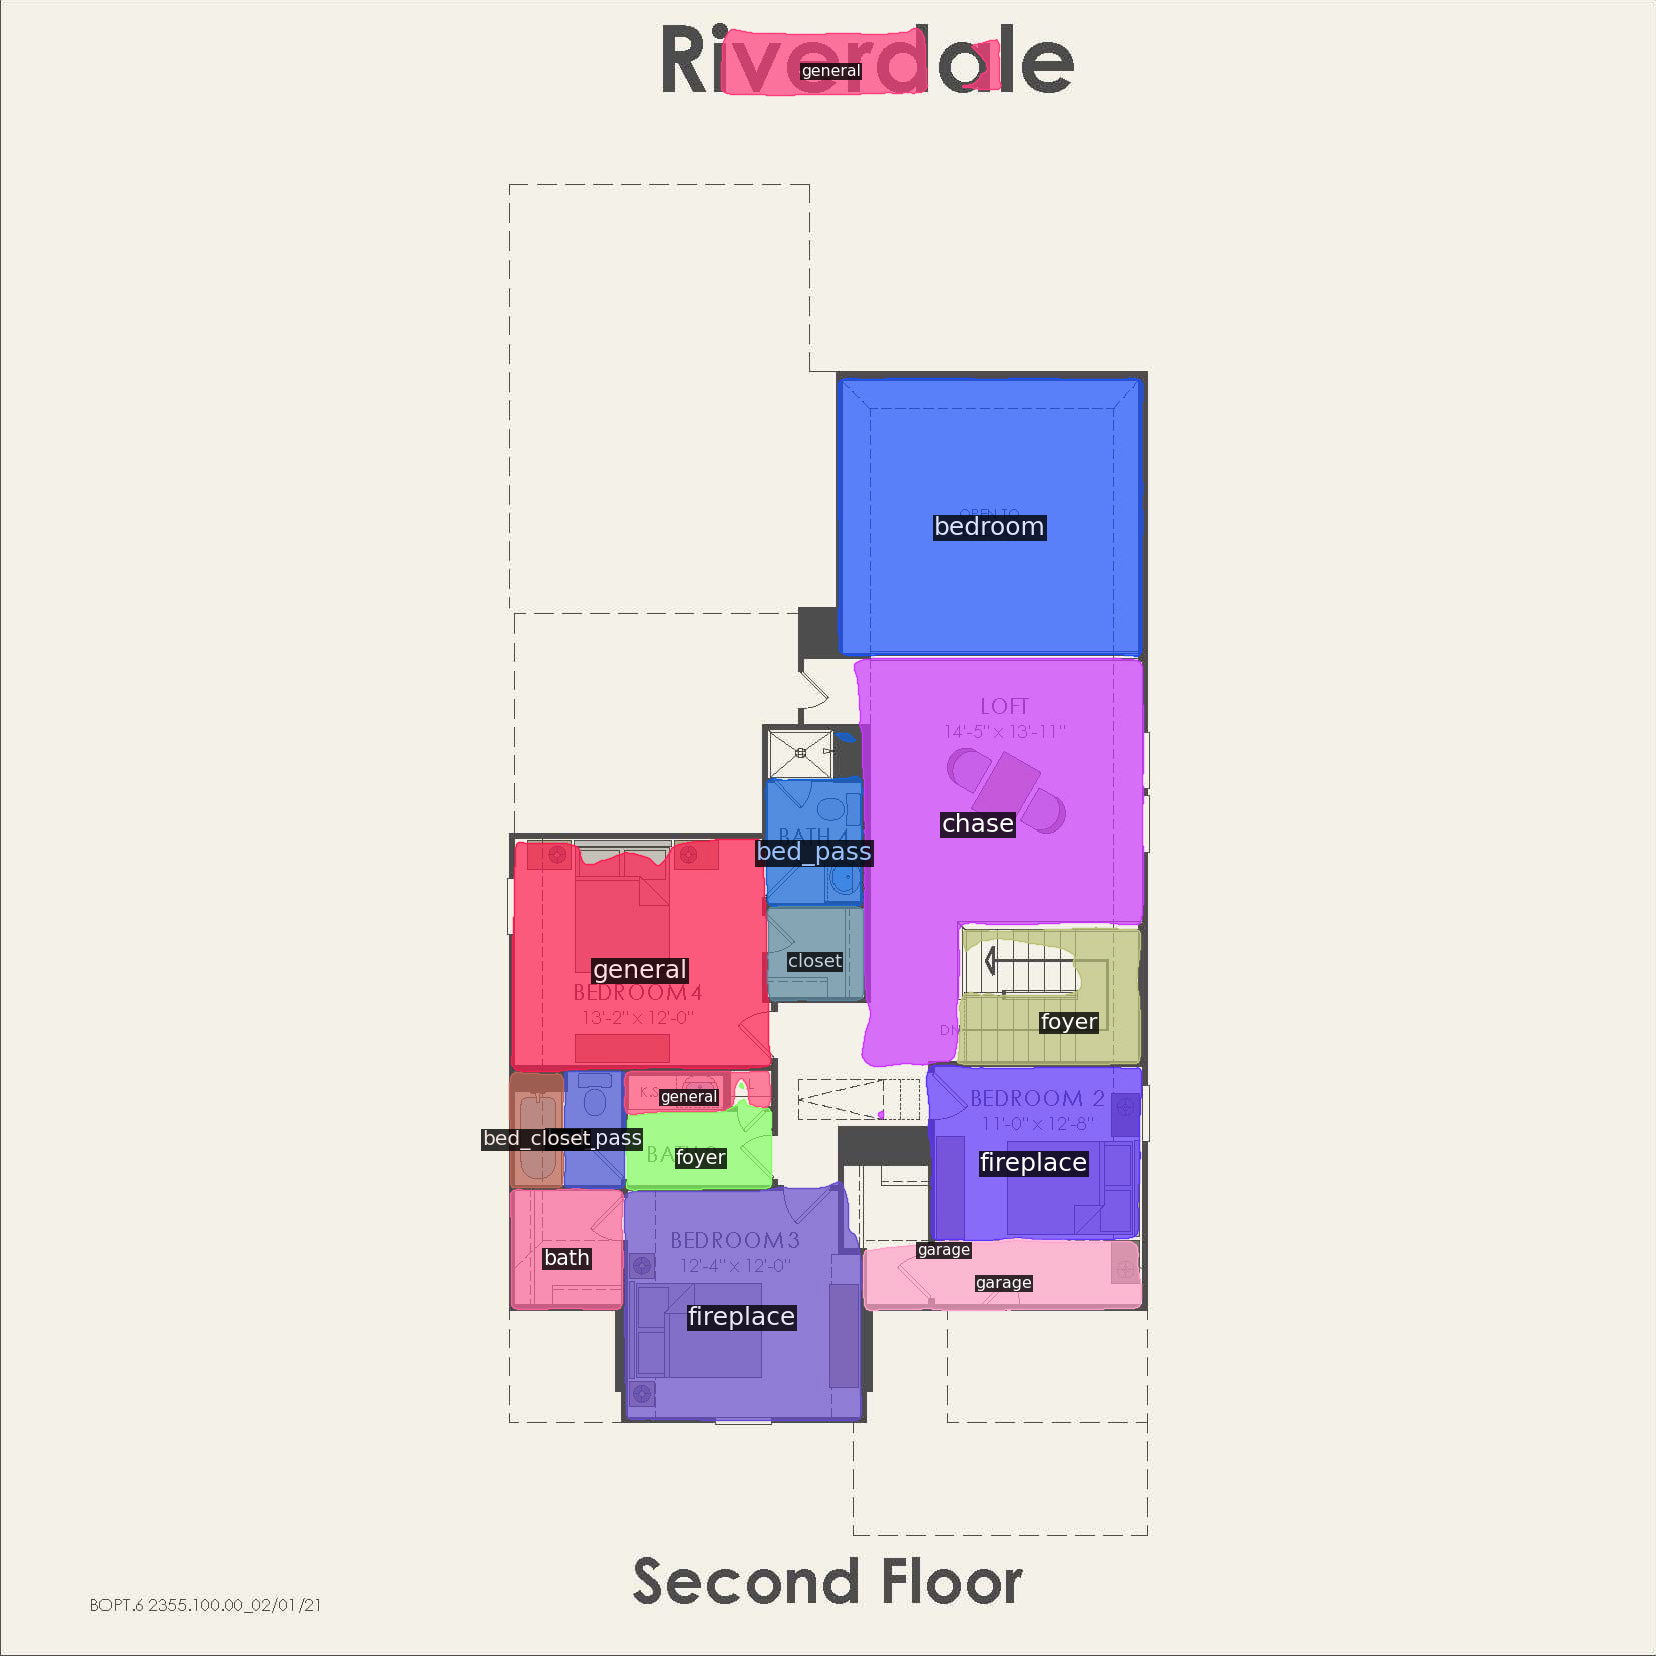 Riverdale
general
OPEN TO
bedroom
LOFT
14'-5" x 13'-11"
chase
BATH 4
bed_pass
closet
general
BEDROOM 4
13'-2" x 12'-0"
foyer
DN
K.S.
general
L
BEDROOM 2
11'-0" x 12'-8"
bed_closet_pass
foyer
fireplace
BEDROOM 3
12'-4" x 12'-0"
bath
garage
garage
fireplace
Second Floor
BOPT.6 2355.100.00_02/01/21